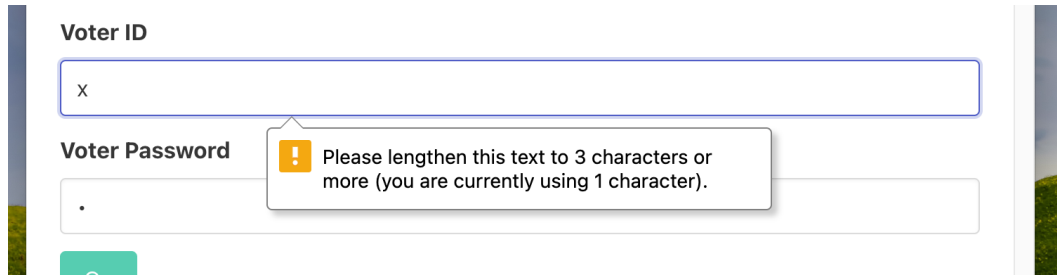 Voter ID
x
Please lengthen this text to 3 characters or
more (you are currently using 1 character).
Voter Password
•